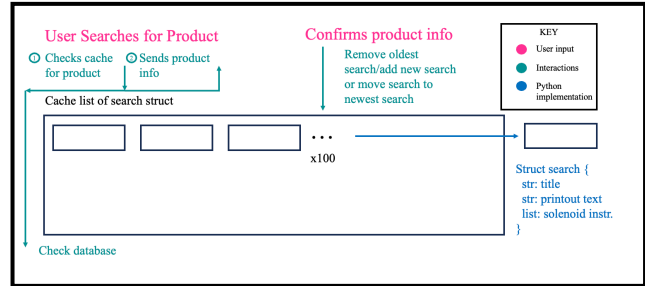 User Searches for Product
① Checks cache for product
② Sends product info
Cache list of search struct
Confirms product info
Remove oldest
search/add new search
or move search to
newest search
KEY
User input
Interactions
Python
implementation
...
x100
Struct search {
str: title
str: printout text
list: solenoid instr.
}
Check database